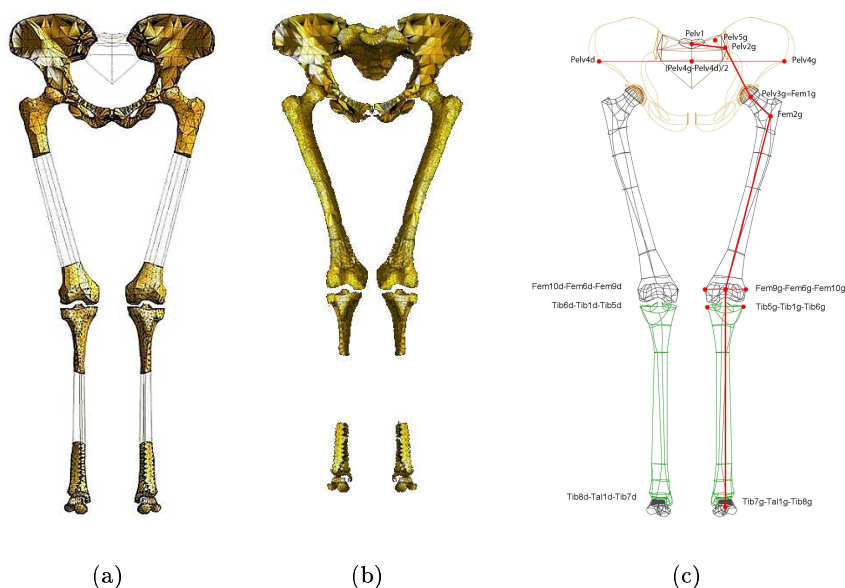 Pelv1
Pelv5g
Pelv2g
Pelv4d
(Pelv4g-Pelv4d)/2
Pelv4g
Pelv3g=Fem1g
Fem2g
Fem10d-Fem6d-Fem9d
Fem9g-Fem6g-Fem10g
Tib6d-Tib1d-Tib5d
Tib5g-Tib1g-Tib6g
Tib8d-Tal1d-Tib7d
Tib7g-Tal1g-Tib8g
(a)
(b)
(c)